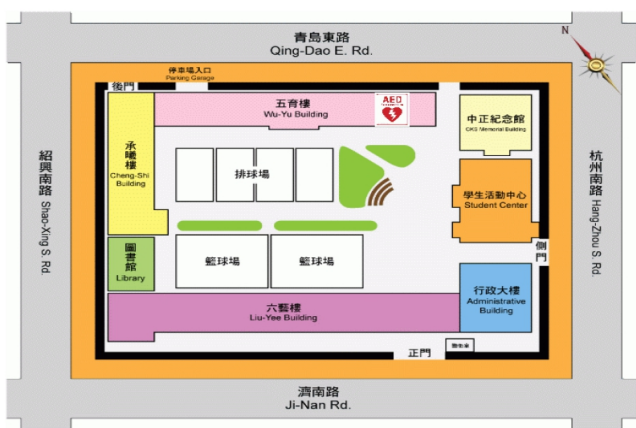 青島東路
Qing-Dao E. Rd.
N
停車場入口
Parking Garage
後門
五育樓
Wu-Yu Building
AED
中正紀念館
CKS Memorial Building
承曦樓
Cheng-Shi
Building
排球場
學生活動中心
Student Center
紹興南路 Shao-Xing S. Rd.
杭州南路 Hang-Zhou S. Rd.
側門
圖書館
Library
籃球場
籃球場
行政大樓
Administrative
Building
六藝樓
Liu-Yee Building
正門
濟南路
Ji-Nan Rd.